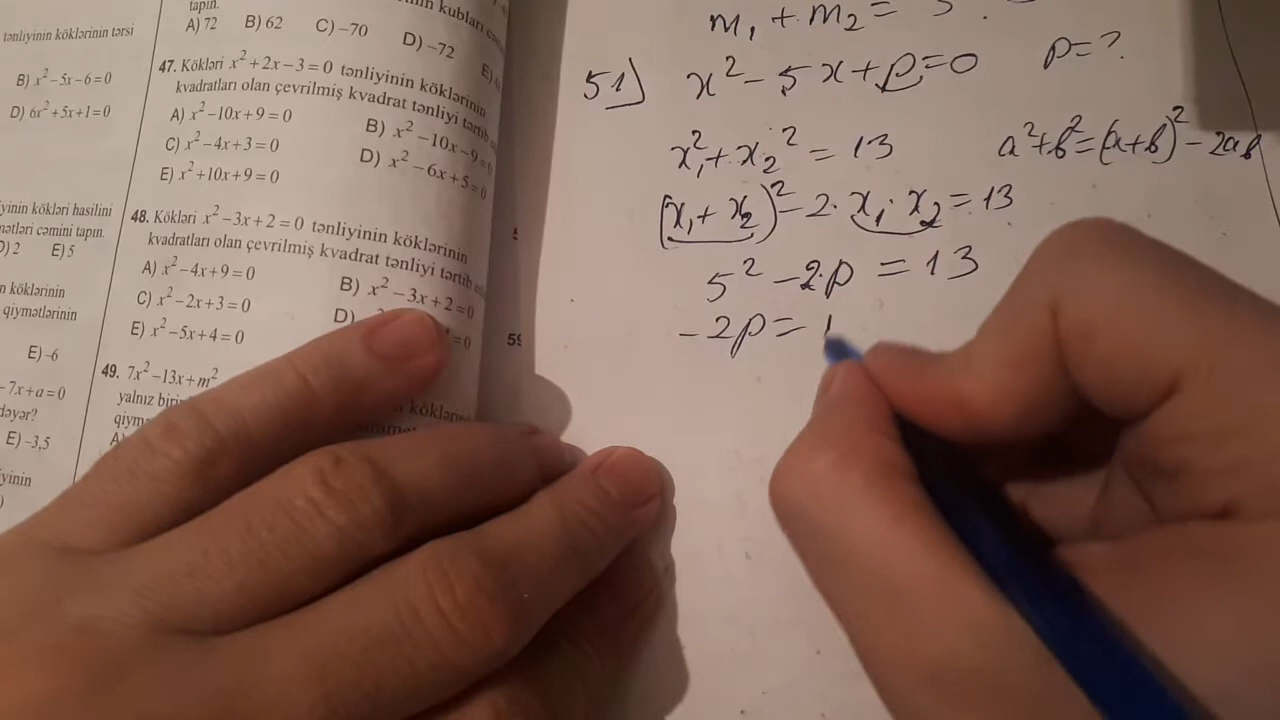 tənliyinin köklərinin tərsi
B) x²−5x−6=0
D) 6x²+5x+1=0
yinin kökləri hasilini
mətləri cəmini tapın.
D) 2 E) 5
n köklərinin
qiymətlərinin
E) −6
−7x+a=0
dəyər?
E) −3,5
yinin
tapın.
A) 72 B) 62 C) −70 D) −72
47. Kökləri x²+2x−3=0 tənliyinin köklərinin
kvadratları olan çevrilmiş kvadrat tənliyi tərtib
A) x²−10x+9=0 B) x²−10x−9=0
C) x²−4x+3=0 D) x²−6x+5=0
E) x²+10x+9=0
48. Kökləri x²−3x+2=0 tənliyinin köklərinin
kvadratları olan çevrilmiş kvadrat tənliyi tərtib
A) x²−4x+9=0 B) x²−3x+2=0
C) x²−2x+3=0 D)
E) x²−5x+4=0
49. 7x²−13x+m²
yalnız
m₁ + m₂ =
51) x² − 5x + p = 0 p = ?
x₁² + x₂² = 13 a² + b² = (a+b)² − 2ab
(x₁ + x₂)² − 2 · x₁ · x₂ = 13
5² − 2·p = 13
−2p = 1